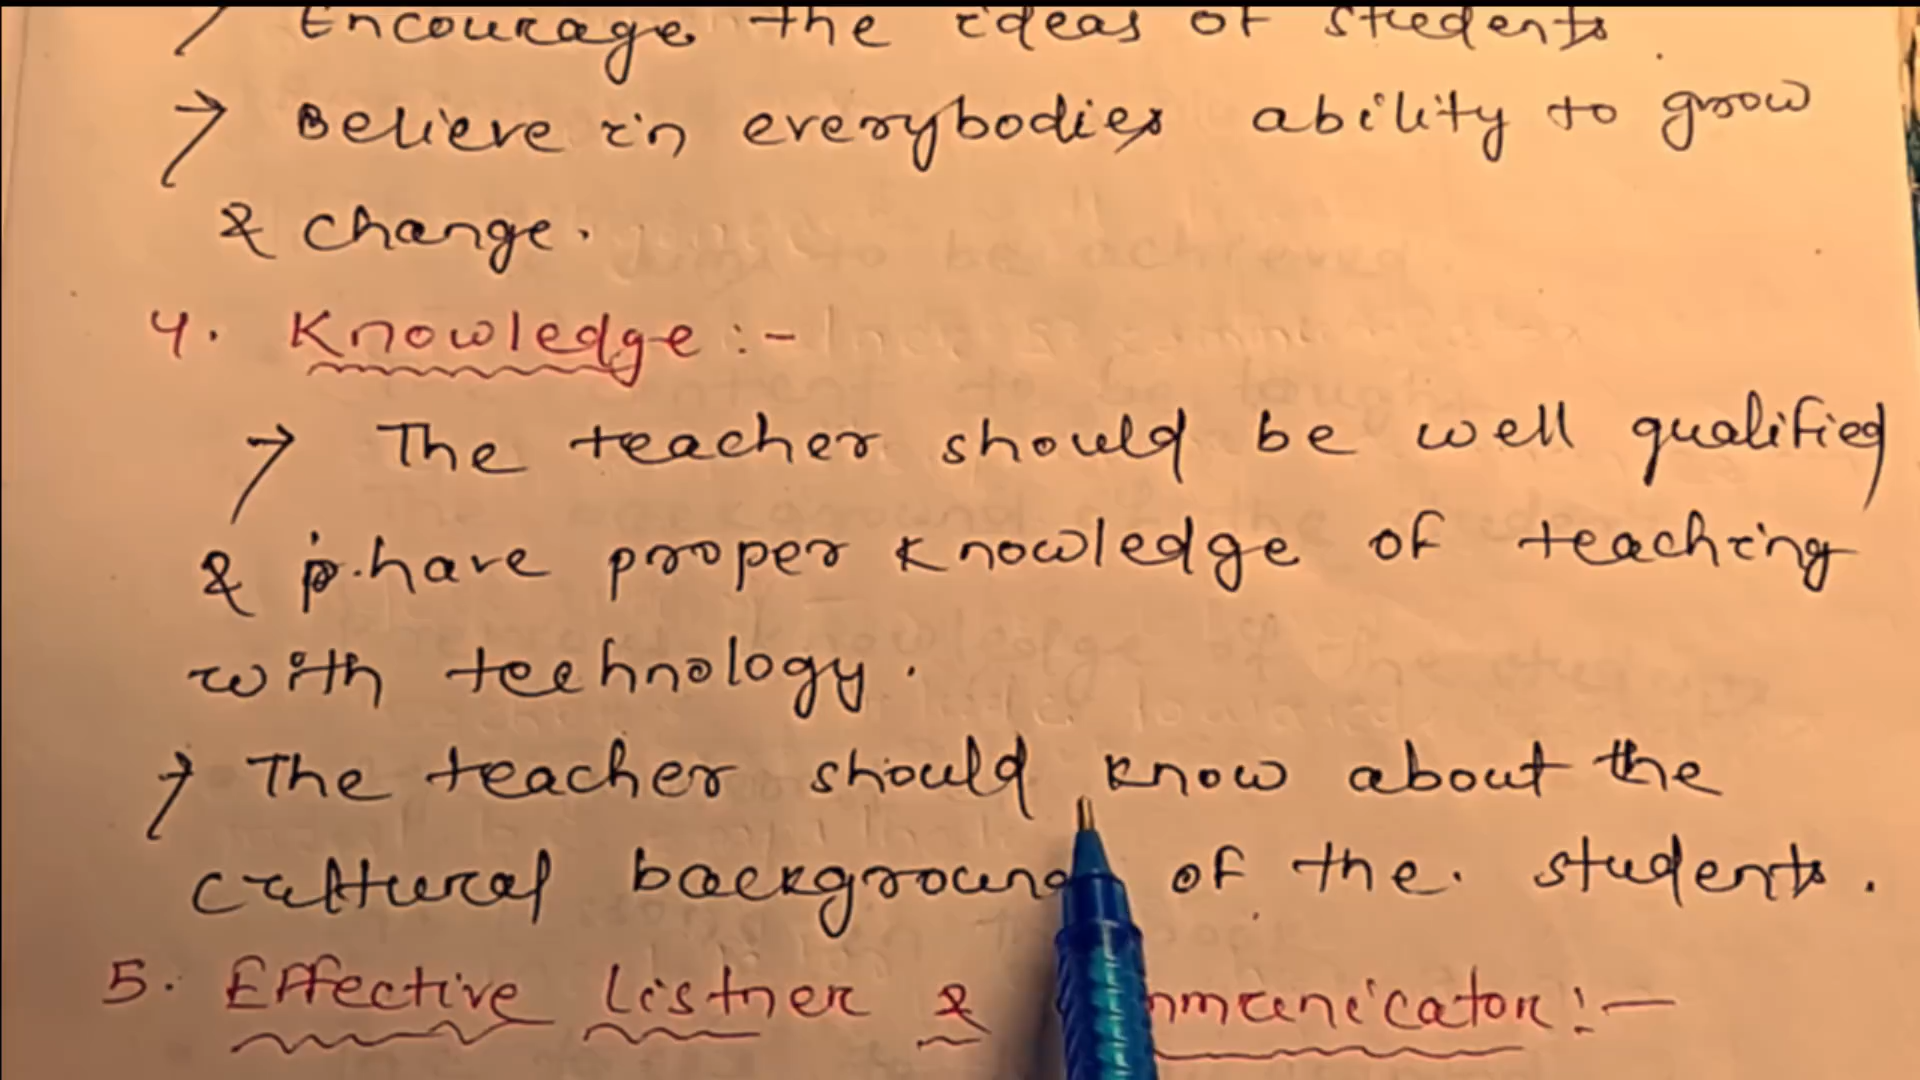 → Encourage the ideas of students
→ Believe in everybodies ability to grow
& change.
4. Knowledge :-
→ The teacher should be well qualified
& p. have proper knowledge of teaching
with technology.
→ The teacher should know about the
cultural background of the. students.
5. Effective Listner & mmunicator :-